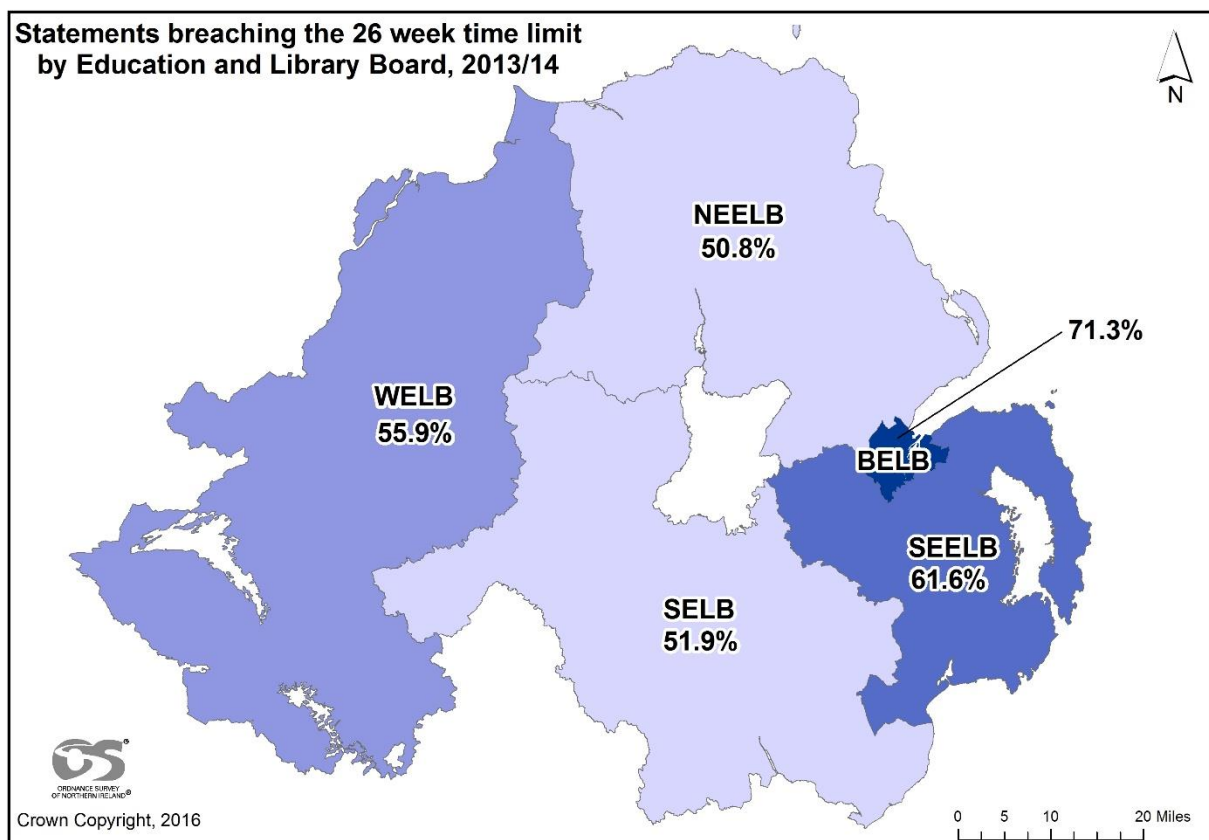 Statements breaching the 26 week time limit
by Education and Library Board, 2013/14
N
NEELB
50.8%
71.3%
WELB
55.9%
BELB
SEELB
61.6%
SELB
51.9%
OS®
ORDNANCE SURVEY
OF NORTHERN IRELAND®
Crown Copyright, 2016
0 5 10 20 Miles